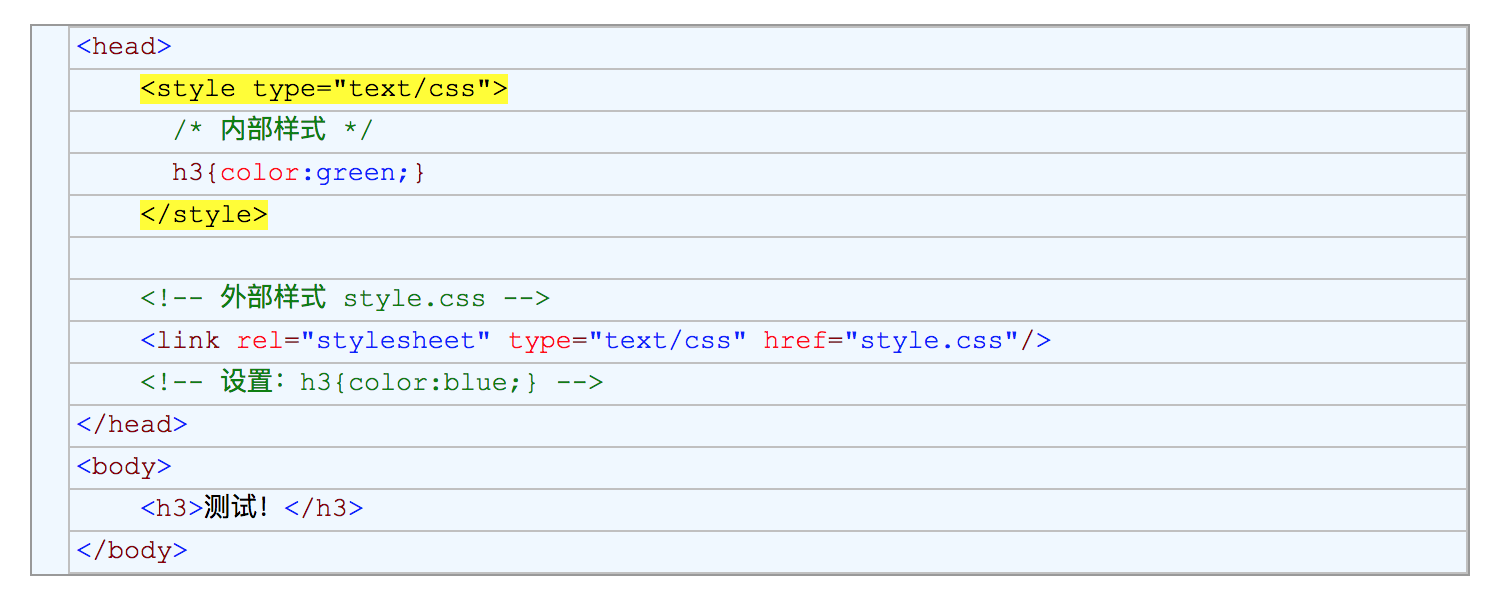 <head>
    <style type="text/css">
      /* 内部样式 */
      h3{color:green;}
    </style>

    <!-- 外部样式 style.css -->
    <link rel="stylesheet" type="text/css" href="style.css"/>
    <!-- 设置：h3{color:blue;} -->
</head>
<body>
    <h3>测试！</h3>
</body>